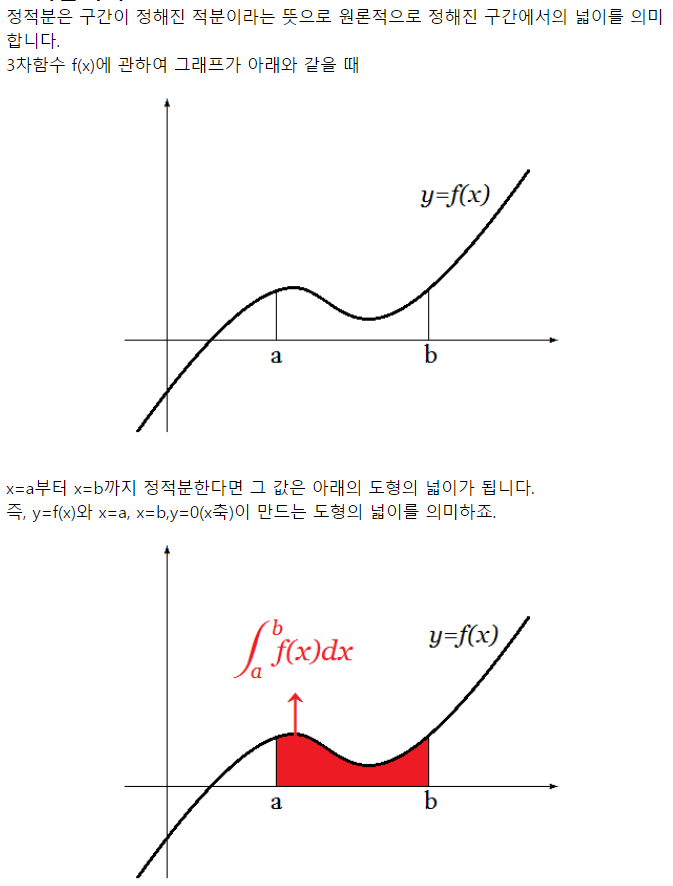 정적분은 구간이 정해진 적분이라는 뜻으로 원론적으로 정해진 구간에서의 넓이를 의미
합니다.
3차함수 f(x)에 관하여 그래프가 아래와 같을 때
y=f(x)
a
b
x=a부터 x=b까지 정적분한다면 그 값은 아래의 도형의 넓이가 됩니다.
즉, y=f(x)와 x=a, x=b,y=0(x축)이 만드는 도형의 넓이를 의미하죠.
∫ₐᵇf(x)dx
y=f(x)
a
b